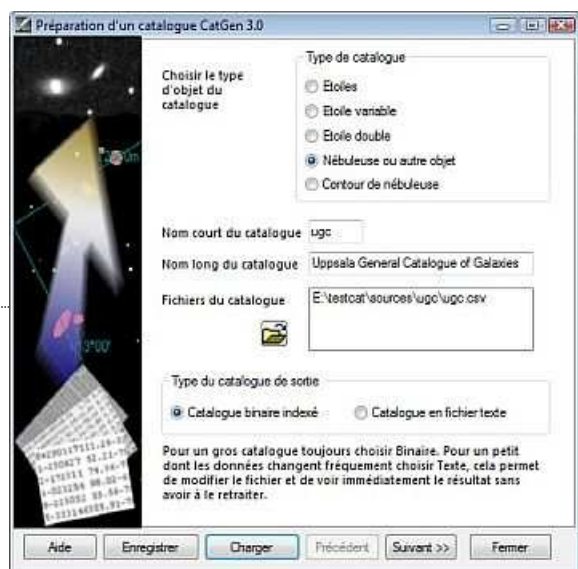 Préparation d'un catalogue CatGen 3.0
Choisir le type
d'objet du
catalogue
Type de catalogue
Etoiles
Etoile variable
Etoile double
Nébuleuse ou autre objet
Contour de nébuleuse
Nom court du catalogue
ugc
Nom long du catalogue
Uppsala General Catalogue of Galaxies
Fichiers du catalogue
E:\testcat\sources\ugc\ugc.csv
13°00'
Type du catalogue de sortie
Catalogue binaire indexé
Catalogue en fichier texte
Pour un gros catalogue toujours choisir Binaire. Pour un petit
dont les données changent fréquement choisir Texte, cela permet
de modifier le fichier et de voir immédiatement le résultat sans
avoir à le retraiter.
Aide
Enregistrer
Charger
Précédent
Suivant >>
Fermer